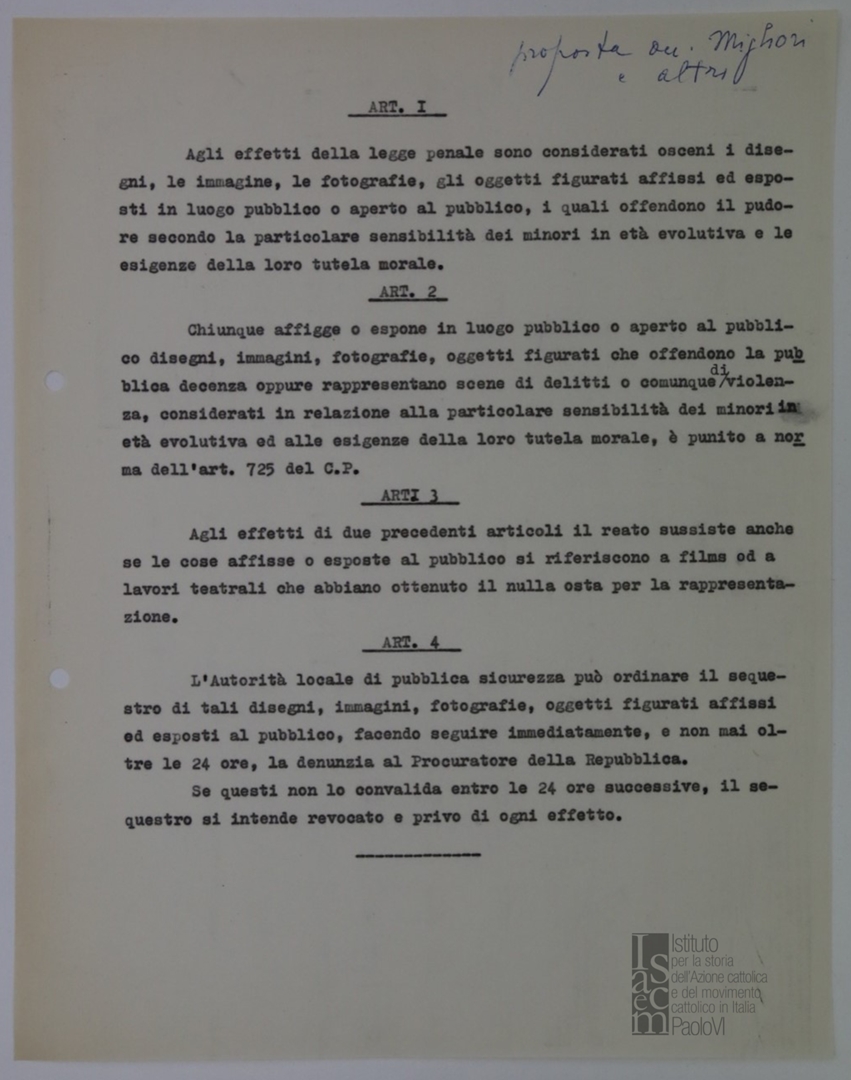 proposta on. Migliori
e altri
ART. I
Agli effetti della legge penale sono considerati osceni i dise-
gni, le immagine, le fotografie, gli oggetti figurati affissi ed espo-
sti in luogo pubblico o aperto al pubblico, i quali offendono il pudo-
re secondo la particolare sensibilità dei minori in età evolutiva e le
esigenze della loro tutela morale.
ART. 2
Chiunque affigge o espone in luogo pubblico o aperto al pubbli-
co disegni, immagini, fotografie, oggetti figurati che offendono la pub
blica decenza oppure rappresentano scene di delitti o comunque/di violen-
za, considerati in relazione alla particolare sensibilità dei minori in
età evolutiva ed alle esigenze della loro tutela morale, è punito a nor
ma dell'art. 725 del C.P.
ARTI 3
Agli effetti di due precedenti articoli il reato sussiste anche
se le cose affisse o esposte al pubblico si riferiscono a films od a
lavori teatrali che abbiano ottenuto il nulla osta per la rappresenta-
zione.
ART. 4
L'Autorità locale di pubblica sicurezza può ordinare il seque-
stro di tali disegni, immagini, fotografie, oggetti figurati affissi
ed esposti al pubblico, facendo seguire immediatamente, e non mai ol-
tre le 24 ore, la denunzia al Procuratore della Repubblica.
Se questi non lo convalida entro le 24 ore successive, il se-
questro si intende revocato e privo di ogni effetto.
Isacem
Istituto
per la storia
dell'Azione cattolica
e del movimento
cattolico in Italia
PaoloVI